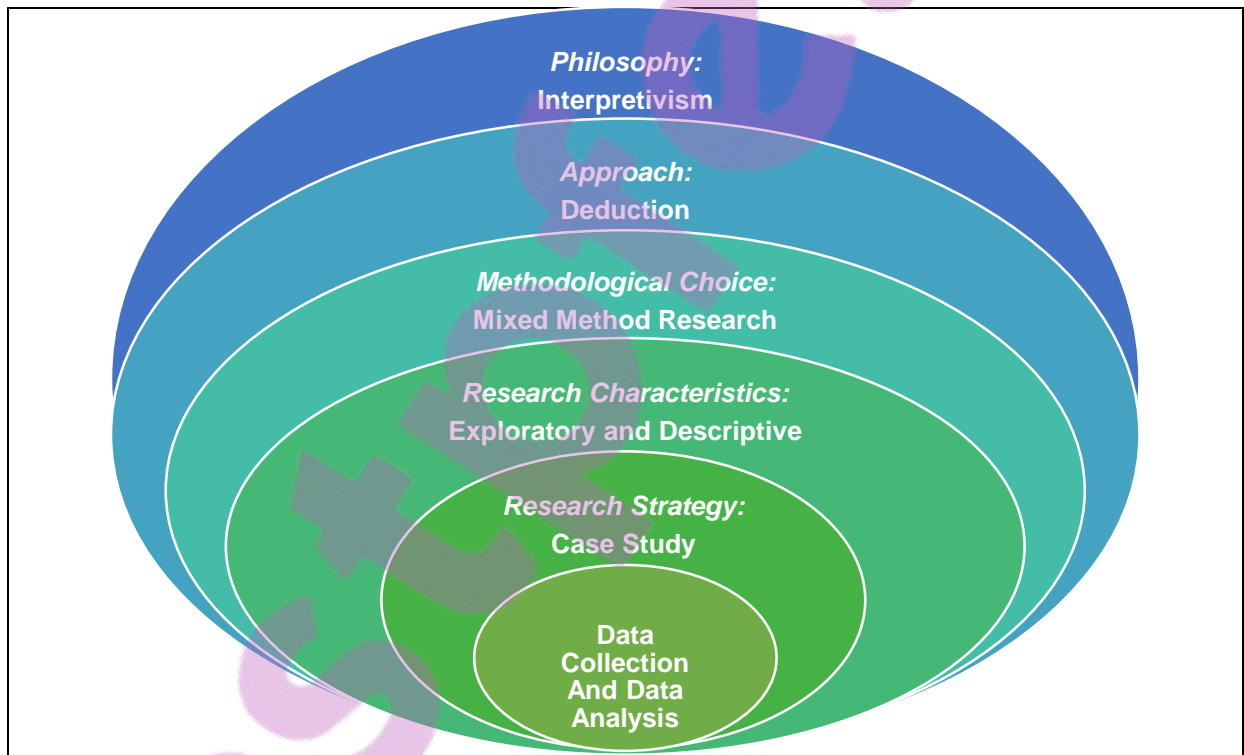 Philosophy:
Interpretivism
Approach:
Deduction
Methodological Choice:
Mixed Method Research
Research Characteristics:
Exploratory and Descriptive
Research Strategy:
Case Study
Data
Collection
And Data
Analysis